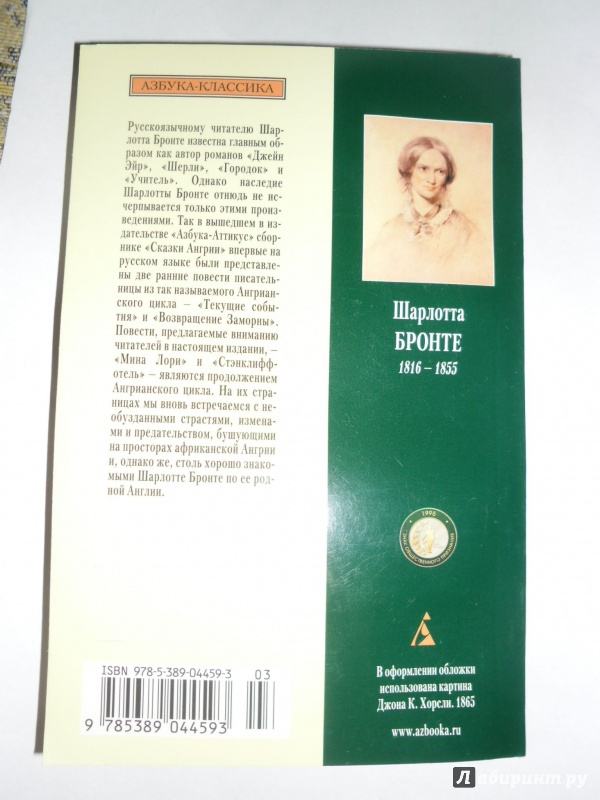 АЗБУКА-КЛАССИКА
Русскоязычному читателю Шар-
лотта Бронте известна главным об-
разом как автор романов «Джейн
Эйр», «Шерли», «Городок» и
«Учитель». Однако наследие
Шарлотты Бронте отнюдь не ис-
черпывается только этими произ-
ведениями. Так в вышедшем в из-
дательстве «Азбука-Аттикус» сбор-
нике «Сказки Ангрии» впервые на
русском языке были представле-
ны две ранние повести писатель-
ницы из так называемого Ангриан-
ского цикла – «Текущие собы-
тия» и «Возвращение Заморны».
Повести, предлагаемые вниманию
читателей в настоящем издании, –
«Мина Лори» и «Стэнклифф-
отель» – являются продолжением
Ангрианского цикла. На их стра-
ницах мы вновь встречаемся с не-
обузданными страстями, измена-
ми и предательством, бушующими
на просторах африканской Ангрии
и, однако же, столь хорошо знако-
мыми Шарлотте Бронте по ее род-
ной Англии.
ISBN 978-5-389-04459-3
03
9 785389 044593
Шарлотта
БРОНТЕ
1816 – 1855
1998
ЗНАК ОБЩЕСТВЕННОГО ПРИЗНАНИЯ
В оформлении обложки
использована картина
Джона К. Хорсли. 1865
www.azbooka.ru
Лабиринт.ру